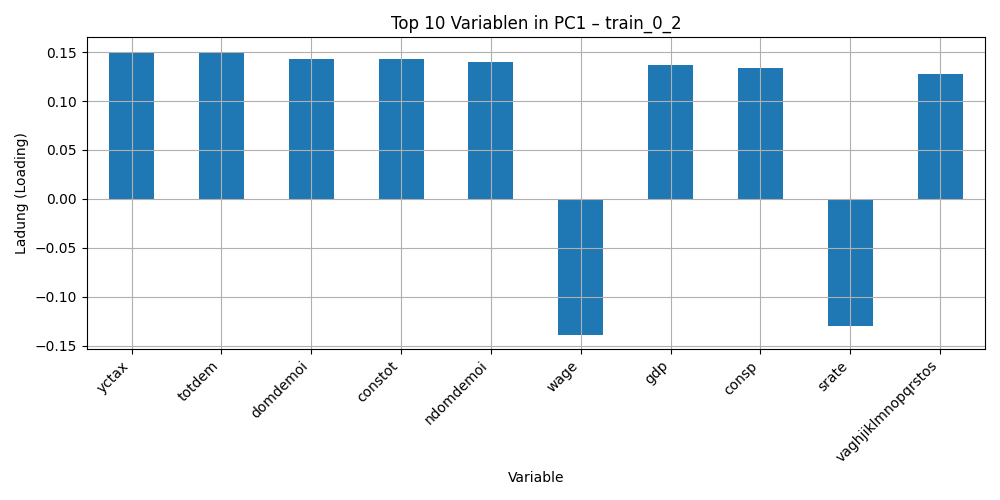 Top 10 Variablen in PC1 – train_0_2
Ladung (Loading)
0.15
0.10
0.05
0.00
−0.05
−0.10
−0.15
yctax
totdem
domdemoi
constot
ndomdemoi
wage
gdp
consp
srate
vaghjiklmnopqrstos
Variable